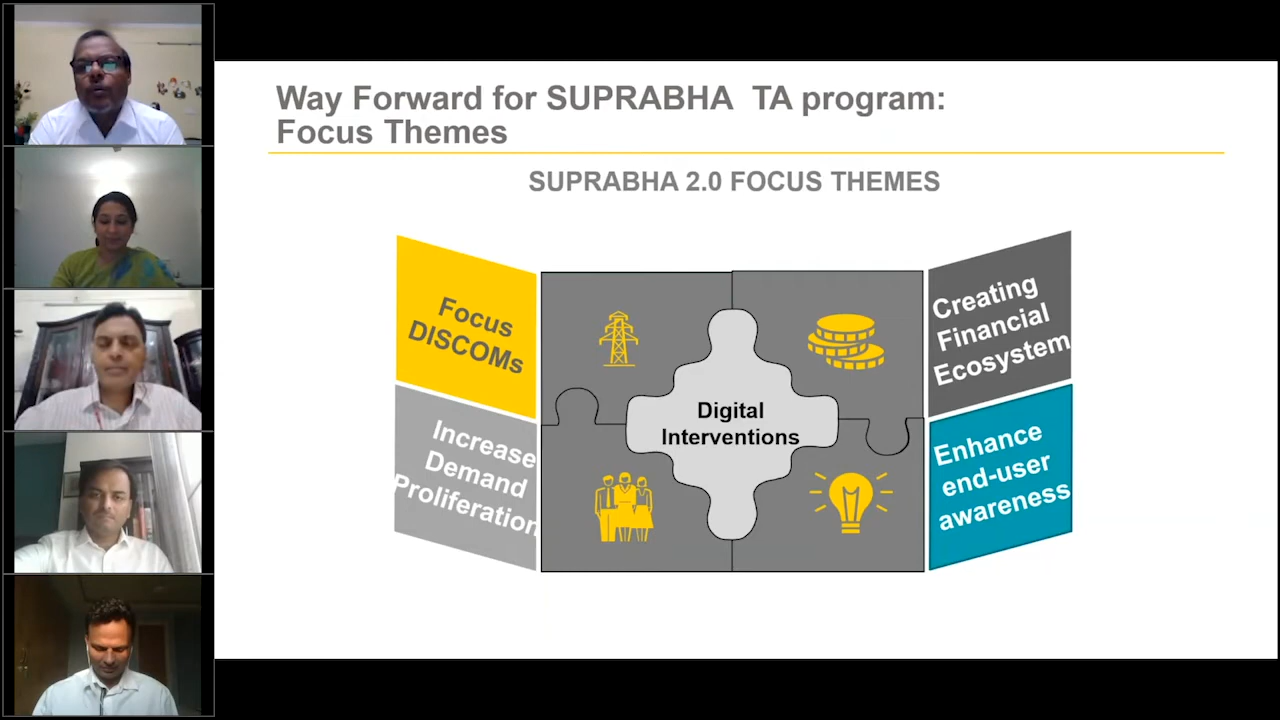 Way Forward for SUPRABHA TA program:
Focus Themes
SUPRABHA 2.0 FOCUS THEMES
Focus
DISCOMs
Increase
Demand
Proliferation
Digital
Interventions
Creating
Financial
Ecosystem
Enhance
end-user
awareness